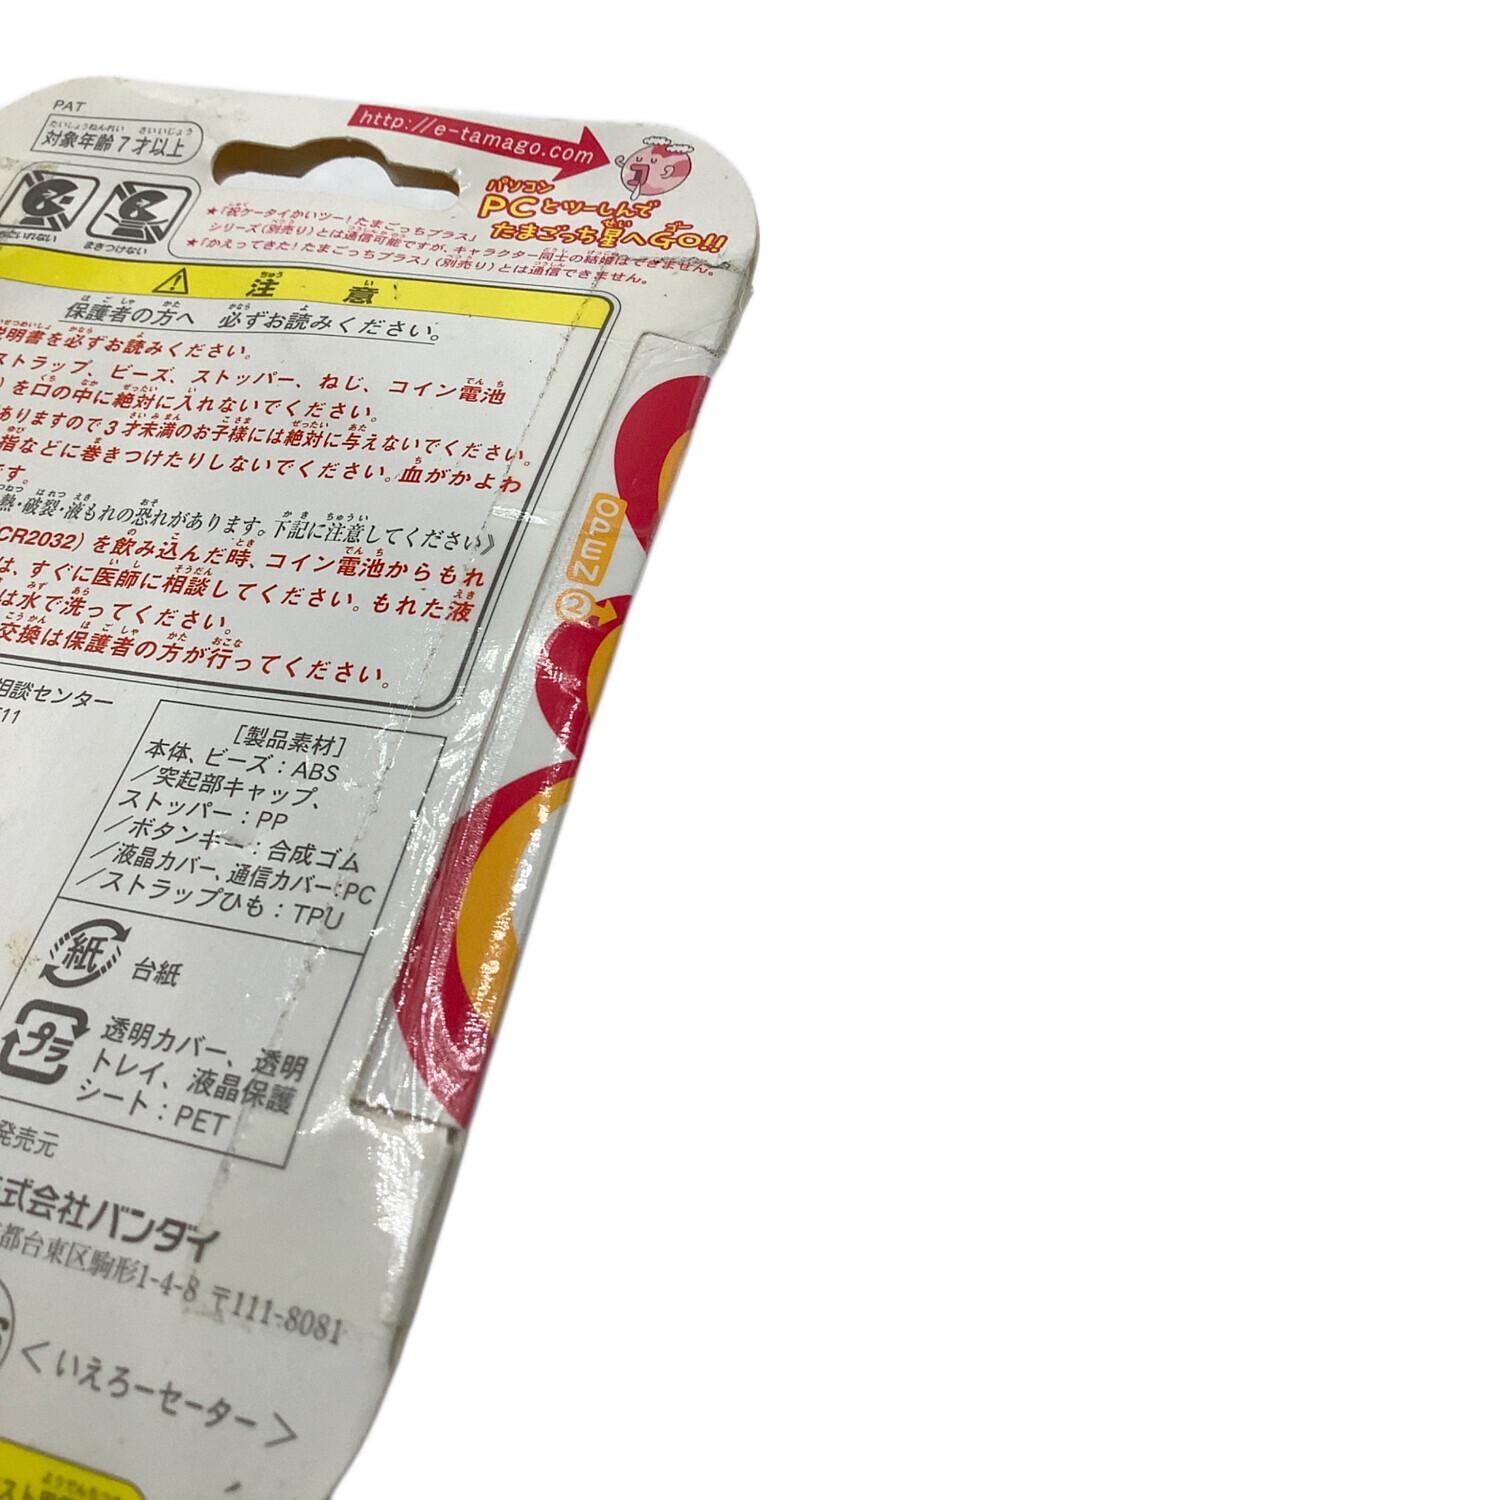 PAT
対象年齢7才以上
http://e-tamago.com
パソコン
PCとツーしんで
たまごっち星へGO!!
まきつけない
★「祝ケータイかいツー!たまごっちプラス」
シリーズ(別売り)とは通信可能ですが、キャラクター同士の結婚はできません。
★「かえってきた!たまごっちプラス」(別売り)とは通信できません。
注意
保護者の方へ 必ずお読みください。
明書を必ずお読みください。
ストラップ、ビーズ、ストッパー、ねじ、コイン電池
)を口の中に絶対に入れないでください。
ありますので3才未満のお子様には絶対に与えないでください。
指などに巻きつけたりしないでください。血がかよわ
です。
熱・破裂・液もれの恐れがあります。下記に注意してください》
CR2032)を飲み込んだ時、コイン電池からもれ
は、すぐに医師に相談してください。もれた液
は水で洗ってください。
交換は保護者の方が行ってください。
OPEN
②
相談センター
11
[製品素材]
本体、ビーズ:ABS
/突起部キャップ、
ストッパー:PP
/ボタンキー:合成ゴム
/液晶カバー、通信カバー:PC
/ストラップひも:TPU
紙 台紙
プラ 透明カバー、透明
トレイ、液晶保護
シート:PET
発売元
式会社バンダイ
都台東区駒形1-4-8 〒111-8081
<いえろーセーター>